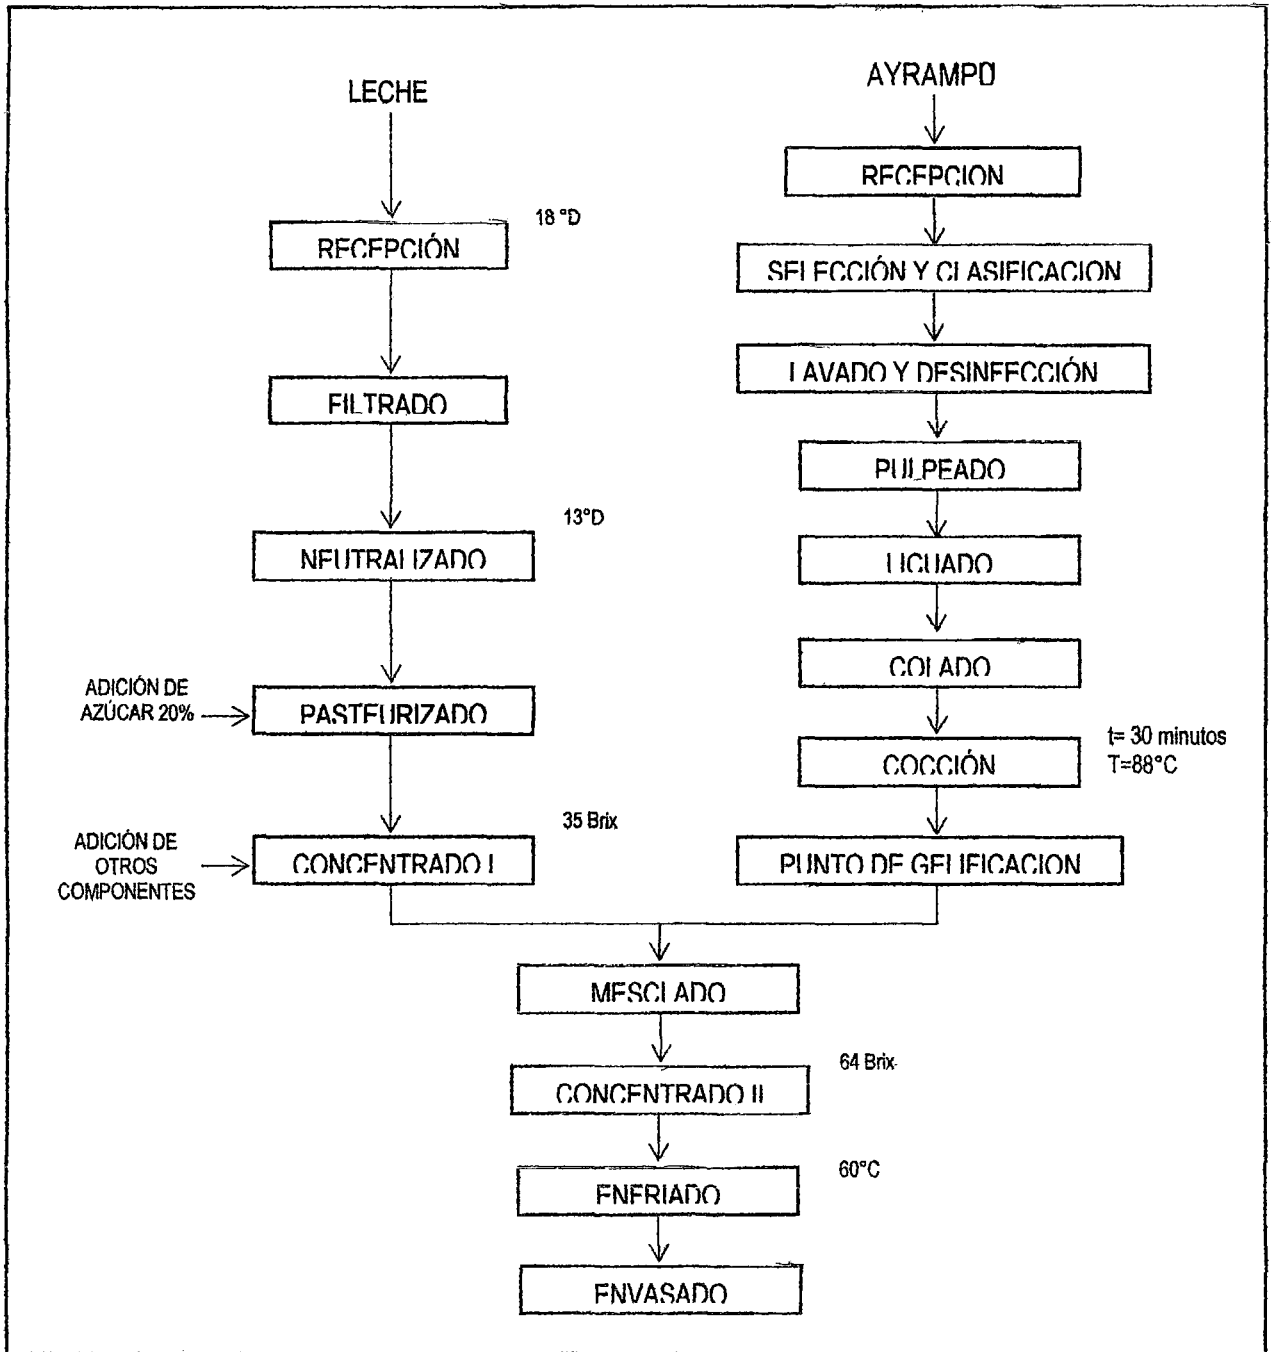 LECHE
RECEPCIÓN
18 °D
FILTRADO
NEUTRALIZADO
13°D
ADICIÓN DE
AZÚCAR 20%
PASTEURIZADO
ADICIÓN DE
OTROS
COMPONENTES
CONCENTRADO I
35 Brix
AYRAMPO
RECEPCION
SELECCIÓN Y CLASIFICACION
LAVADO Y DESINFECCIÓN
PULPEADO
LICUADO
COLADO
COCCIÓN
t= 30 minutos
T=88°C
PUNTO DE GELIFICACION
MESCLADO
CONCENTRADO II
64 Brix
ENFRIADO
60°C
ENVASADO